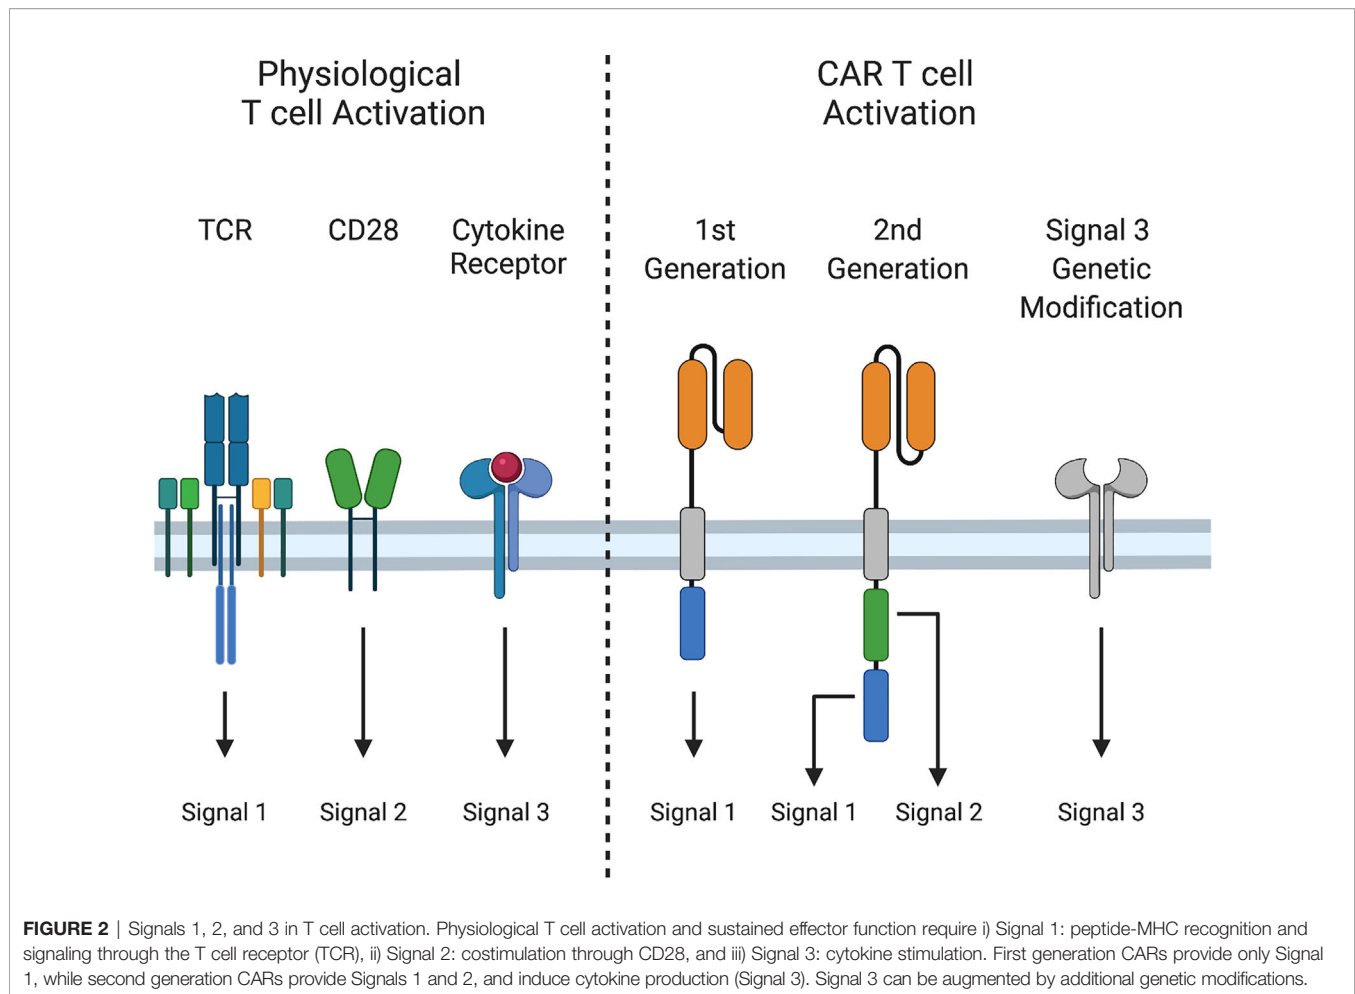 Physiological
T cell Activation
CAR T cell
Activation
TCR
CD28
Cytokine
Receptor
1st
Generation
2nd
Generation
Signal 3
Genetic
Modification
Signal 1
Signal 2
Signal 3
Signal 1
Signal 1
Signal 2
Signal 3
FIGURE 2 | Signals 1, 2, and 3 in T cell activation. Physiological T cell activation and sustained effector function require i) Signal 1: peptide-MHC recognition and
signaling through the T cell receptor (TCR), ii) Signal 2: costimulation through CD28, and iii) Signal 3: cytokine stimulation. First generation CARs provide only Signal
1, while second generation CARs provide Signals 1 and 2, and induce cytokine production (Signal 3). Signal 3 can be augmented by additional genetic modifications.